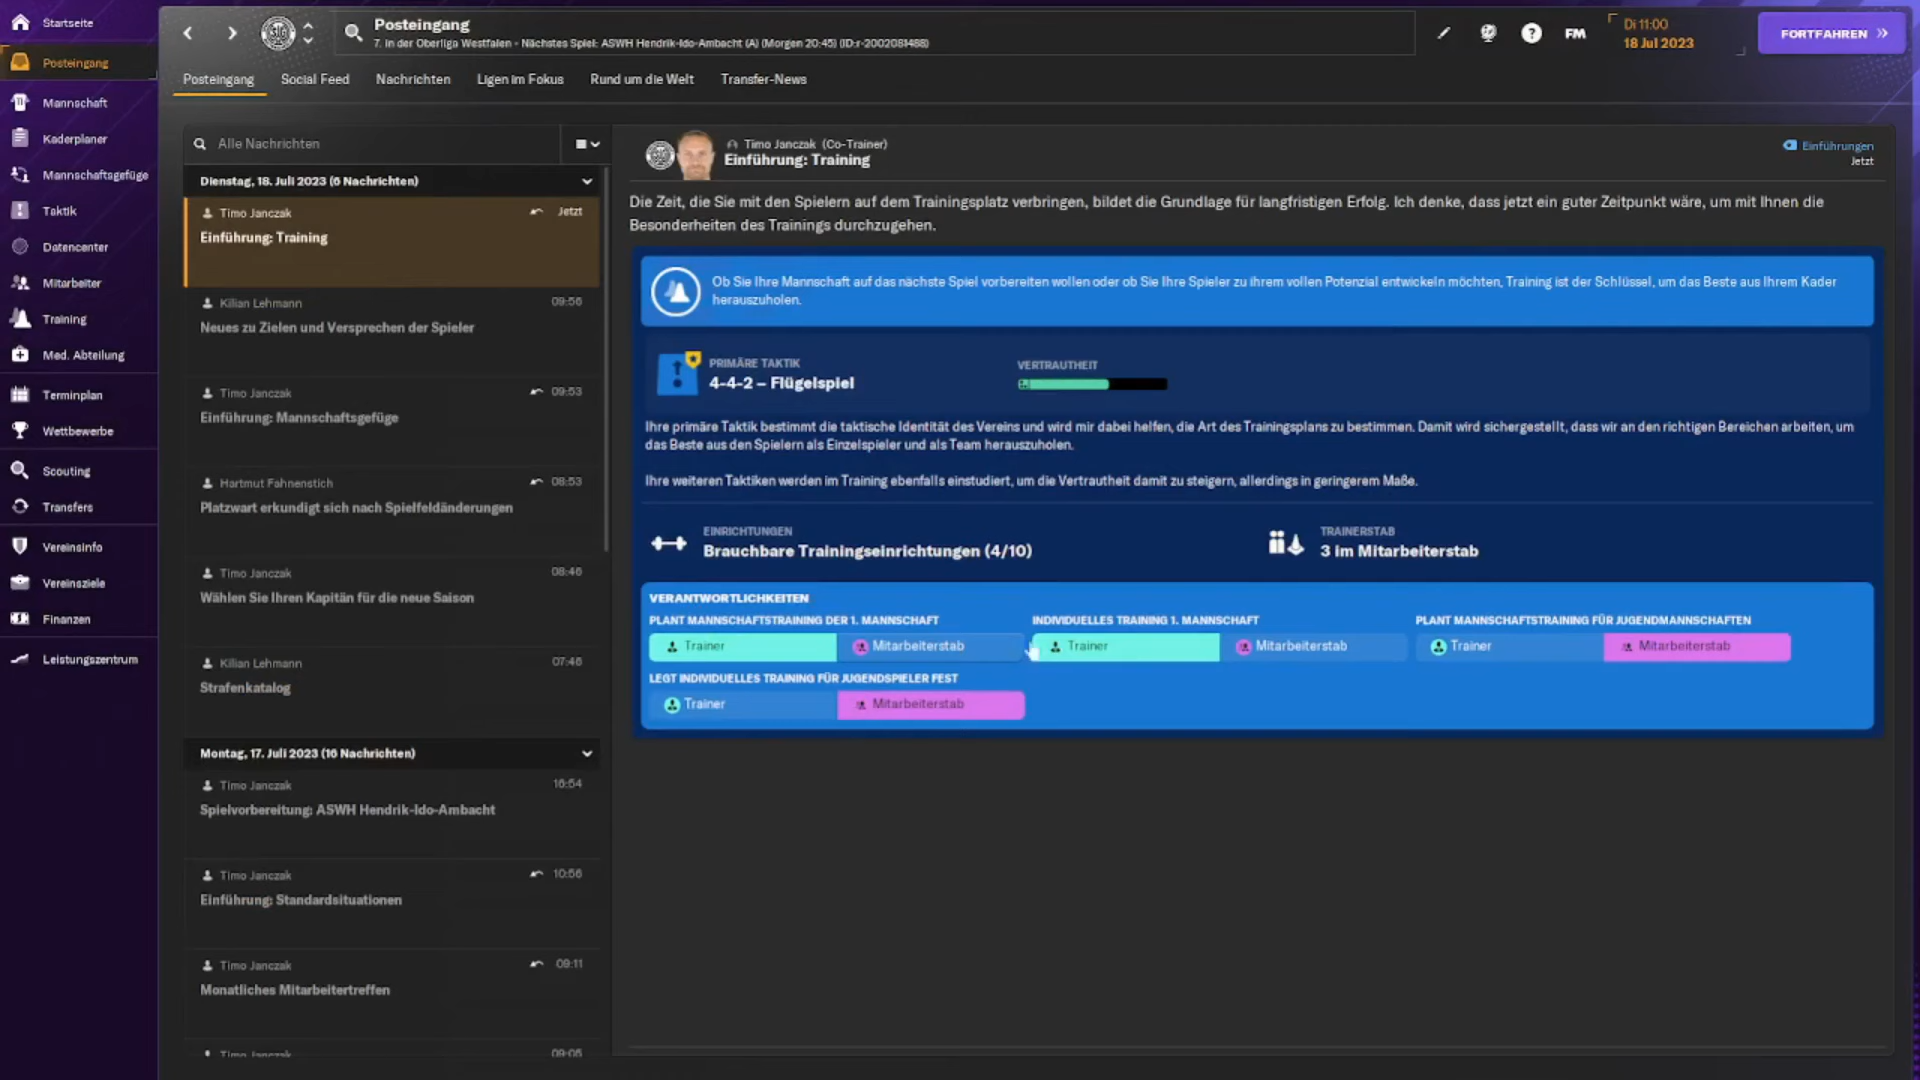 Startseite
Posteingang
Mannschaft
Kaderplaner
Mannschaftsgefüge
Taktik
Datencenter
Mitarbeiter
Training
Med. Abteilung
Terminplan
Wettbewerbe
Scouting
Transfers
Vereinsinfo
Vereinsziele
Finanzen
Leistungszentrum
Posteingang
7. in der Oberliga Westfalen - Nächstes Spiel: ASWH Hendrik-Ido-Ambacht (A) (Morgen 20:45) (ID:r-2002081488)
FM
Di 11:00
18 Jul 2023
FORTFAHREN
Posteingang Social Feed Nachrichten Ligen im Fokus Rund um die Welt Transfer-News
Alle Nachrichten
Dienstag, 18. Juli 2023 (6 Nachrichten)
Timo Janczak Jetzt
Einführung: Training
Kilian Lehmann 09:56
Neues zu Zielen und Versprechen der Spieler
Timo Janczak 09:53
Einführung: Mannschaftsgefüge
Hartmut Fahnenstich 08:53
Platzwart erkundigt sich nach Spielfeldänderungen
Timo Janczak 08:46
Wählen Sie Ihren Kapitän für die neue Saison
Kilian Lehmann 07:46
Strafenkatalog
Montag, 17. Juli 2023 (16 Nachrichten)
Timo Janczak 16:54
Spielvorbereitung: ASWH Hendrik-Ido-Ambacht
Timo Janczak 10:56
Einführung: Standardsituationen
Timo Janczak 09:11
Monatliches Mitarbeitertreffen
Timo Janczak 09:05
Timo Janczak (Co-Trainer)
Einführung: Training
Einführungen
Jetzt
Die Zeit, die Sie mit den Spielern auf dem Trainingsplatz verbringen, bildet die Grundlage für langfristigen Erfolg. Ich denke, dass jetzt ein guter Zeitpunkt wäre, um mit Ihnen die
Besonderheiten des Trainings durchzugehen.
Ob Sie Ihre Mannschaft auf das nächste Spiel vorbereiten wollen oder ob Sie Ihre Spieler zu ihrem vollen Potenzial entwickeln möchten, Training ist der Schlüssel, um das Beste aus Ihrem Kader
herauszuholen.
PRIMÄRE TAKTIK
4-4-2 – Flügelspiel
VERTRAUTHEIT
Ihre primäre Taktik bestimmt die taktische Identität des Vereins und wird mir dabei helfen, die Art des Trainingsplans zu bestimmen. Damit wird sichergestellt, dass wir an den richtigen Bereichen arbeiten, um
das Beste aus den Spielern als Einzelspieler und als Team herauszuholen.
Ihre weiteren Taktiken werden im Training ebenfalls einstudiert, um die Vertrautheit damit zu steigern, allerdings in geringerem Maße.
EINRICHTUNGEN
Brauchbare Trainingseinrichtungen (4/10)
TRAINERSTAB
3 im Mitarbeiterstab
VERANTWORTLICHKEITEN
PLANT MANNSCHAFTSTRAINING DER 1. MANNSCHAFT
Trainer Mitarbeiterstab
INDIVIDUELLES TRAINING 1. MANNSCHAFT
Trainer Mitarbeiterstab
PLANT MANNSCHAFTSTRAINING FÜR JUGENDMANNSCHAFTEN
Trainer Mitarbeiterstab
LEGT INDIVIDUELLES TRAINING FÜR JUGENDSPIELER FEST
Trainer Mitarbeiterstab